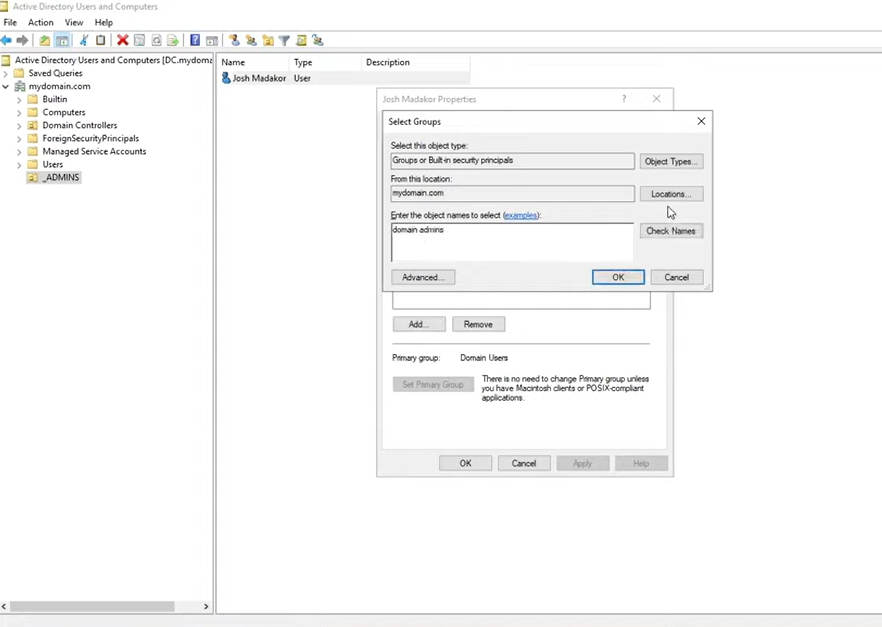 Active Directory Users and Computers
File Action View Help
Active Directory Users and Computers [DC.mydoma
Saved Queries
mydomain.com
Builtin
Computers
Domain Controllers
ForeignSecurityPrincipals
Managed Service Accounts
Users
_ADMINS
Name Type Description
Josh Madakor User
Josh Madakor Properties ?
Select Groups
Select this object type:
Groups or Built-in security principals Object Types...
From this location:
mydomain.com Locations...
Enter the object names to select (examples):
domain admins Check Names
Advanced... OK Cancel
Add... Remove
Primary group: Domain Users
Set Primary Group
There is no need to change Primary group unless
you have Macintosh clients or POSIX-compliant
applications.
OK Cancel Apply Help